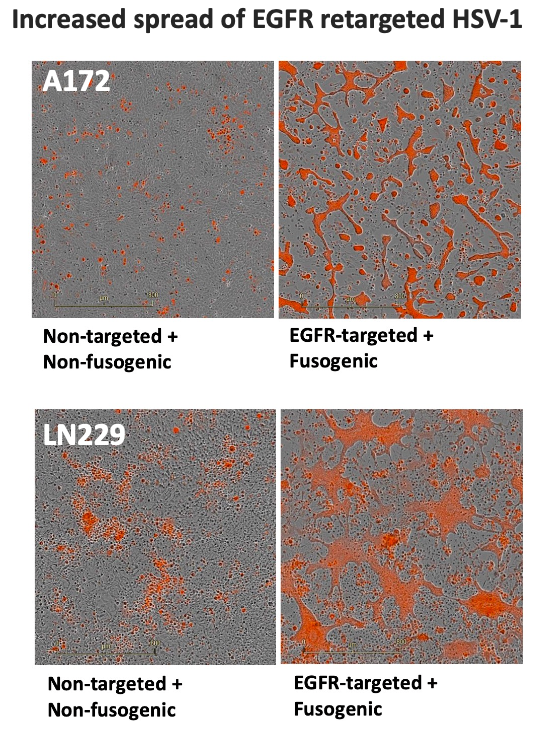 Increased spread of EGFR retargeted HSV-1
A172
Non-targeted +
Non-fusogenic
EGFR-targeted +
Fusogenic
LN229
Non-targeted +
Non-fusogenic
EGFR-targeted +
Fusogenic